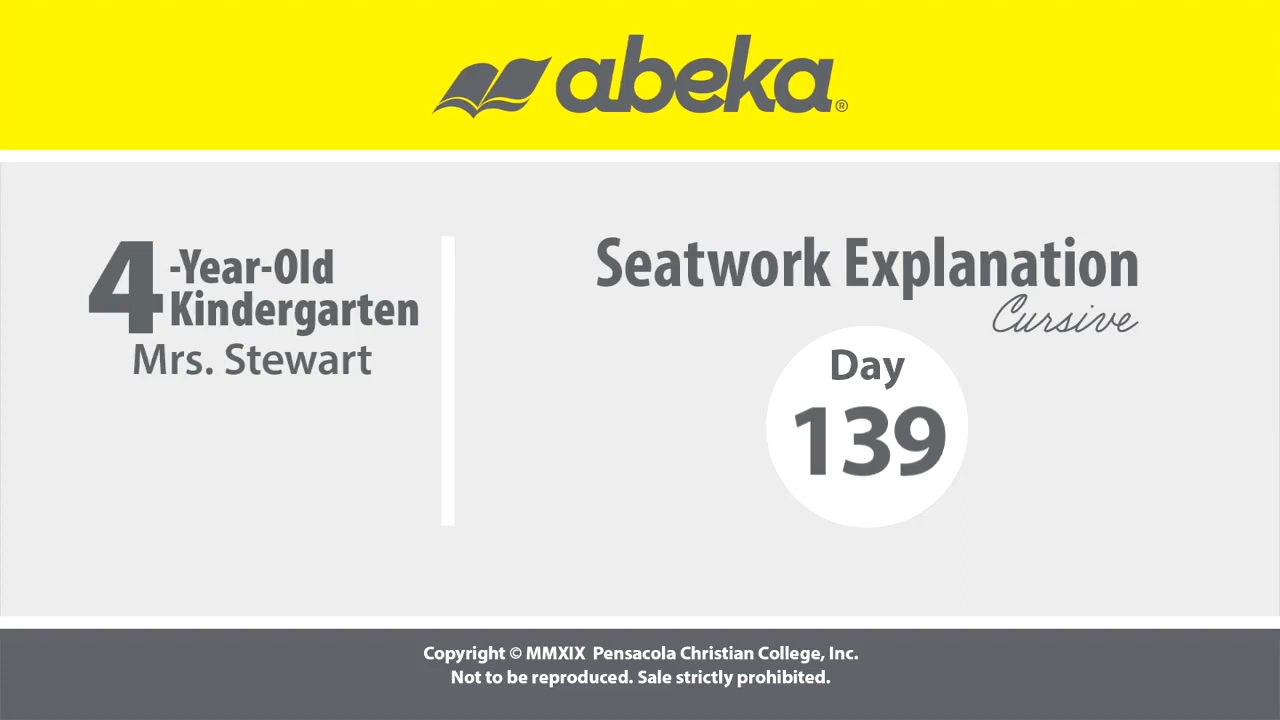 abeka®
4-Year-Old
Kindergarten
Mrs. Stewart
Seatwork Explanation
Cursive
Day
139
Copyright © MMXIX Pensacola Christian College, Inc.
Not to be reproduced. Sale strictly prohibited.